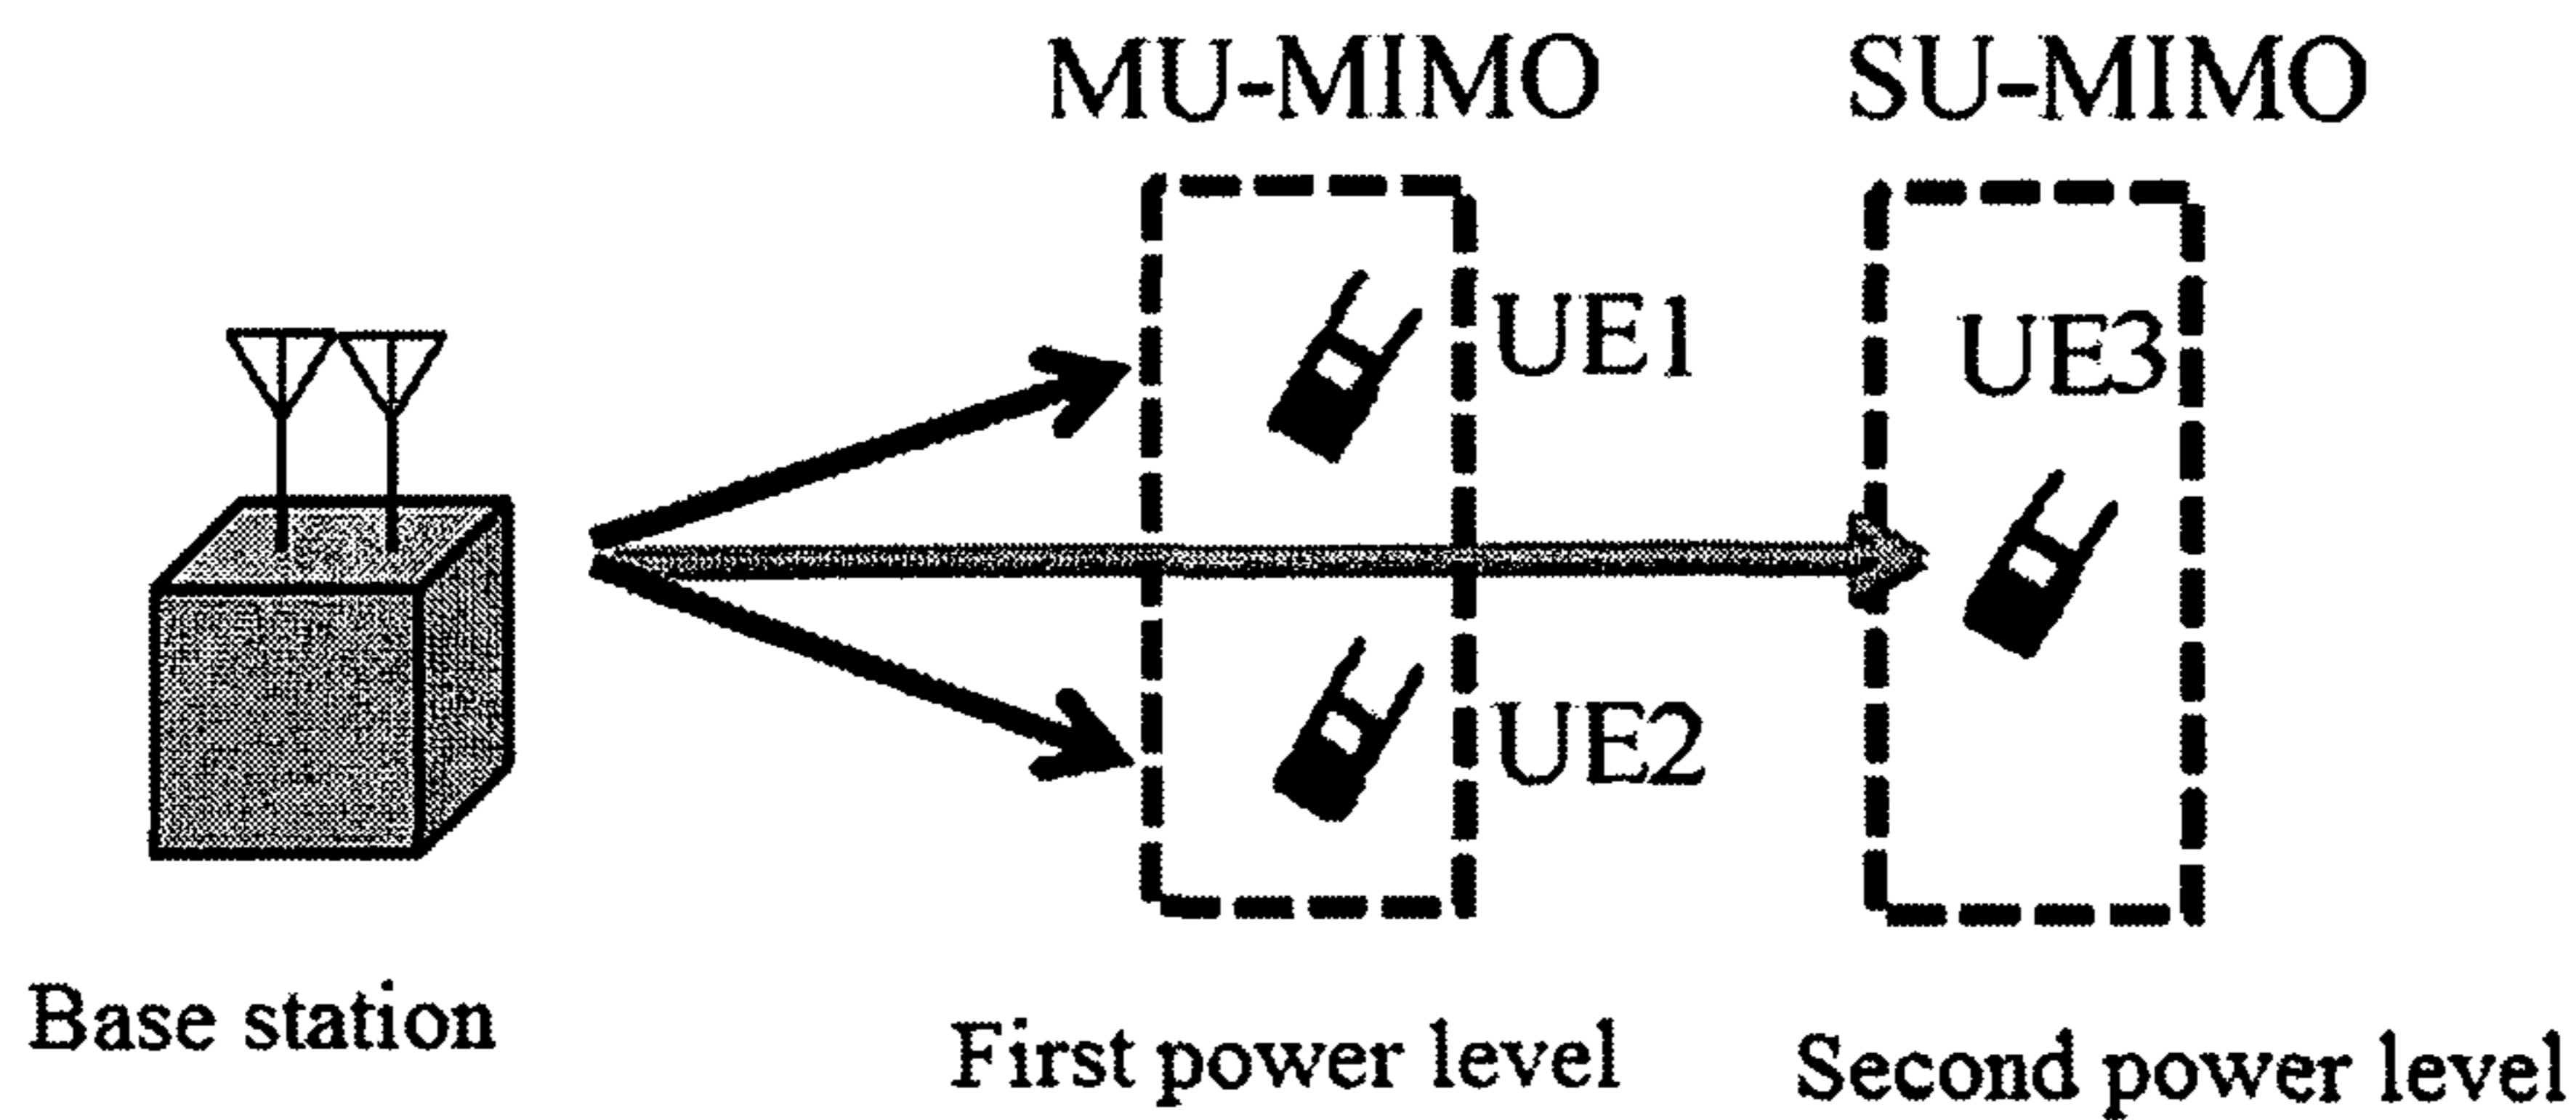 MU-MIMO
SU-MIMO
UE1
UE3
UE2
Base station
First power level
Second power level